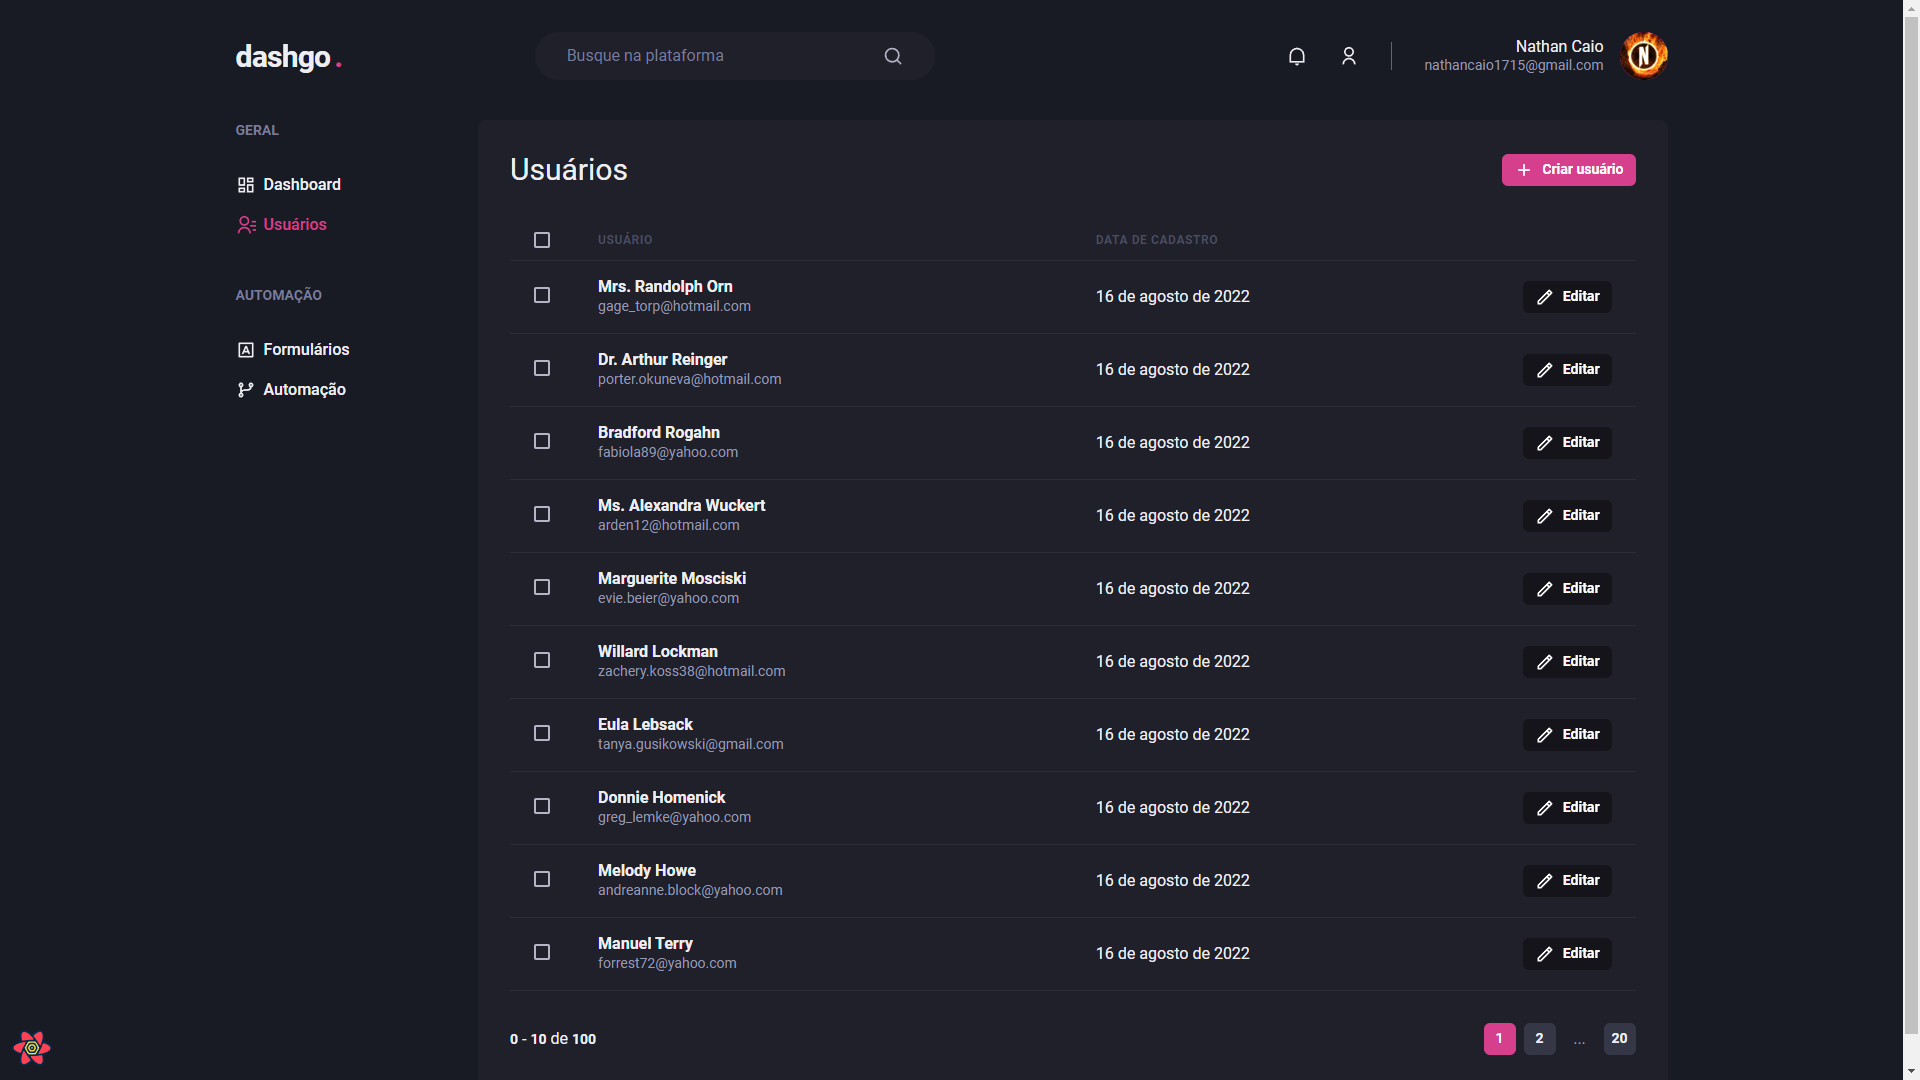 dashgo.
Busque na plataforma
Nathan Caio
nathancaio1715@gmail.com
N
GERAL
Dashboard
Usuários
AUTOMAÇÃO
A Formulários
Automação
Usuários
Criar usuário
USUÁRIO DATA DE CADASTRO
Mrs. Randolph Orn
gage_torp@hotmail.com
16 de agosto de 2022
Editar
Dr. Arthur Reinger
porter.okuneva@hotmail.com
16 de agosto de 2022
Editar
Bradford Rogahn
fabiola89@yahoo.com
16 de agosto de 2022
Editar
Ms. Alexandra Wuckert
arden12@hotmail.com
16 de agosto de 2022
Editar
Marguerite Mosciski
evie.beier@yahoo.com
16 de agosto de 2022
Editar
Willard Lockman
zachery.koss38@hotmail.com
16 de agosto de 2022
Editar
Eula Lebsack
tanya.gusikowski@gmail.com
16 de agosto de 2022
Editar
Donnie Homenick
greg_lemke@yahoo.com
16 de agosto de 2022
Editar
Melody Howe
andreanne.block@yahoo.com
16 de agosto de 2022
Editar
Manuel Terry
forrest72@yahoo.com
16 de agosto de 2022
Editar
0 - 10 de 100
1 2 ... 20